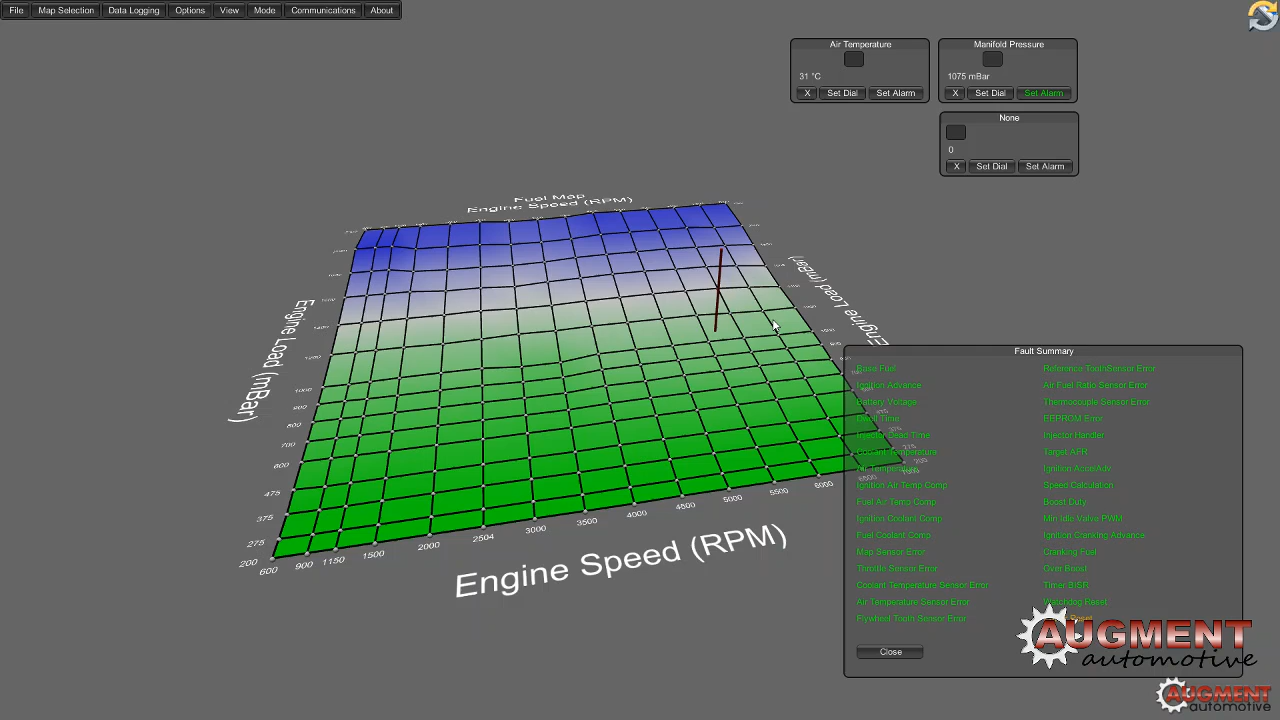 File Map Selection Data Logging Options View Mode Communications About
Air Temperature
31 °C
X Set Dial Set Alarm
Manifold Pressure
1075 mBar
X Set Dial Set Alarm
None
0
X Set Dial Set Alarm
Fuel Map
Engine Speed (RPM)
Engine Load (mBar)
Engine Load (mBar)
1000
900
800
700
600
475
375
275
200
600 900 1150 1500 2000 2504 3000 3500 4000 4500 5000 5500 6000
Engine Speed (RPM)
Fault Summary
Base Fuel
Ignition Advance
Battery Voltage
Dwell Time
Injector Dead Time
Coolant Temperature
Air Temperature
Ignition Air Temp Comp
Fuel Air Temp Comp
Ignition Coolant Comp
Fuel Coolant Comp
Map Sensor Error
Throttle Sensor Error
Coolant Temperature Sensor Error
Air Temperature Sensor Error
Flywheel Tooth Sensor Error
Reference ToothSensor Error
Air Fuel Ratio Sensor Error
Thermocouple Sensor Error
EEPROM Error
Injector Handler
Target AFR
Ignition AccelAdv
Speed Calculation
Boost Duty
Min Idle Valve PWM
Ignition Cranking Advance
Cranking Fuel
Over Boost
Timer BISR
Watchdog Reset
Reset
Close
AUGMENT
automotive
AUGMENT
automotive